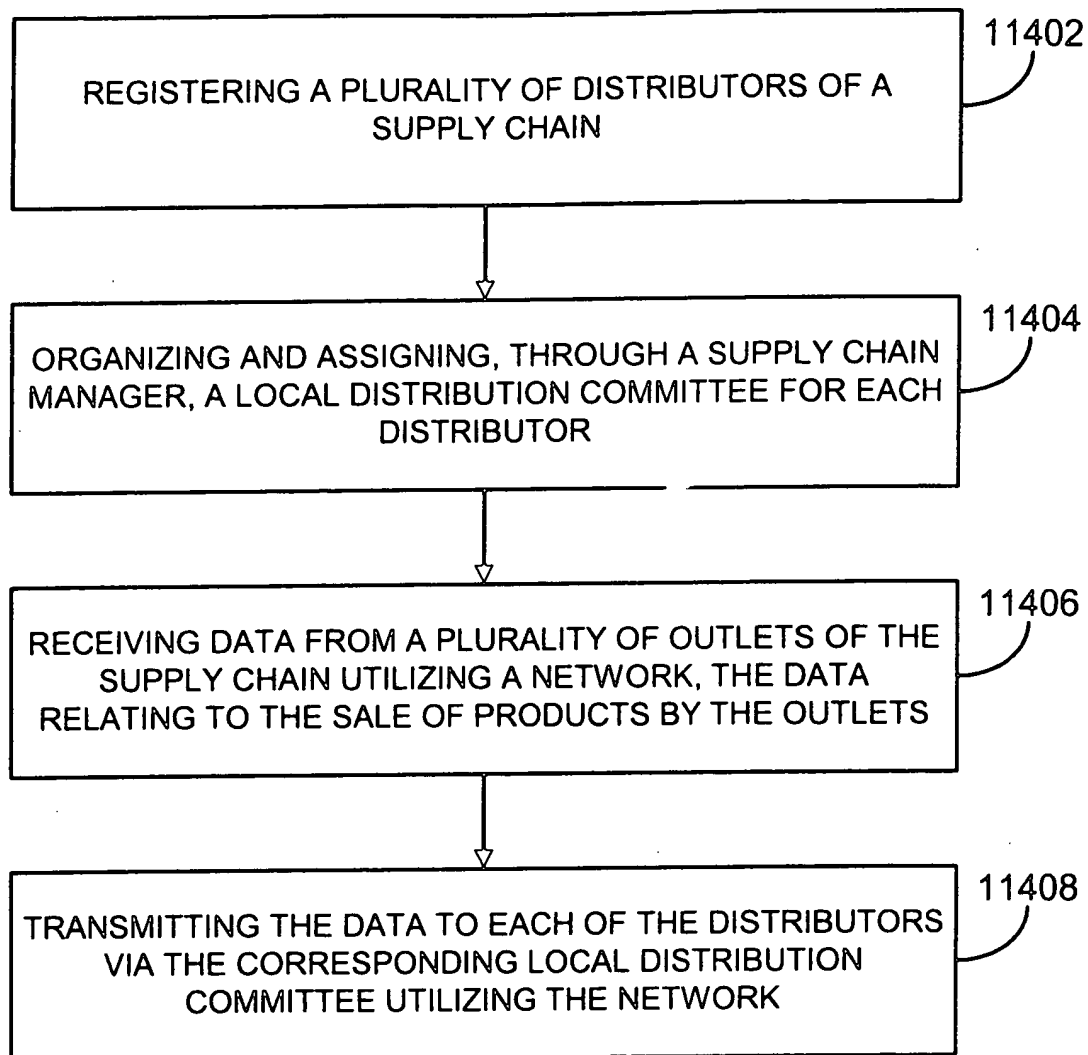 11402
REGISTERING A PLURALITY OF DISTRIBUTORS OF A
SUPPLY CHAIN
11404
ORGANIZING AND ASSIGNING, THROUGH A SUPPLY CHAIN
MANAGER, A LOCAL DISTRIBUTION COMMITTEE FOR EACH
DISTRIBUTOR
11406
RECEIVING DATA FROM A PLURALITY OF OUTLETS OF THE
SUPPLY CHAIN UTILIZING A NETWORK, THE DATA
RELATING TO THE SALE OF PRODUCTS BY THE OUTLETS
11408
TRANSMITTING THE DATA TO EACH OF THE DISTRIBUTORS
VIA THE CORRESPONDING LOCAL DISTRIBUTION
COMMITTEE UTILIZING THE NETWORK